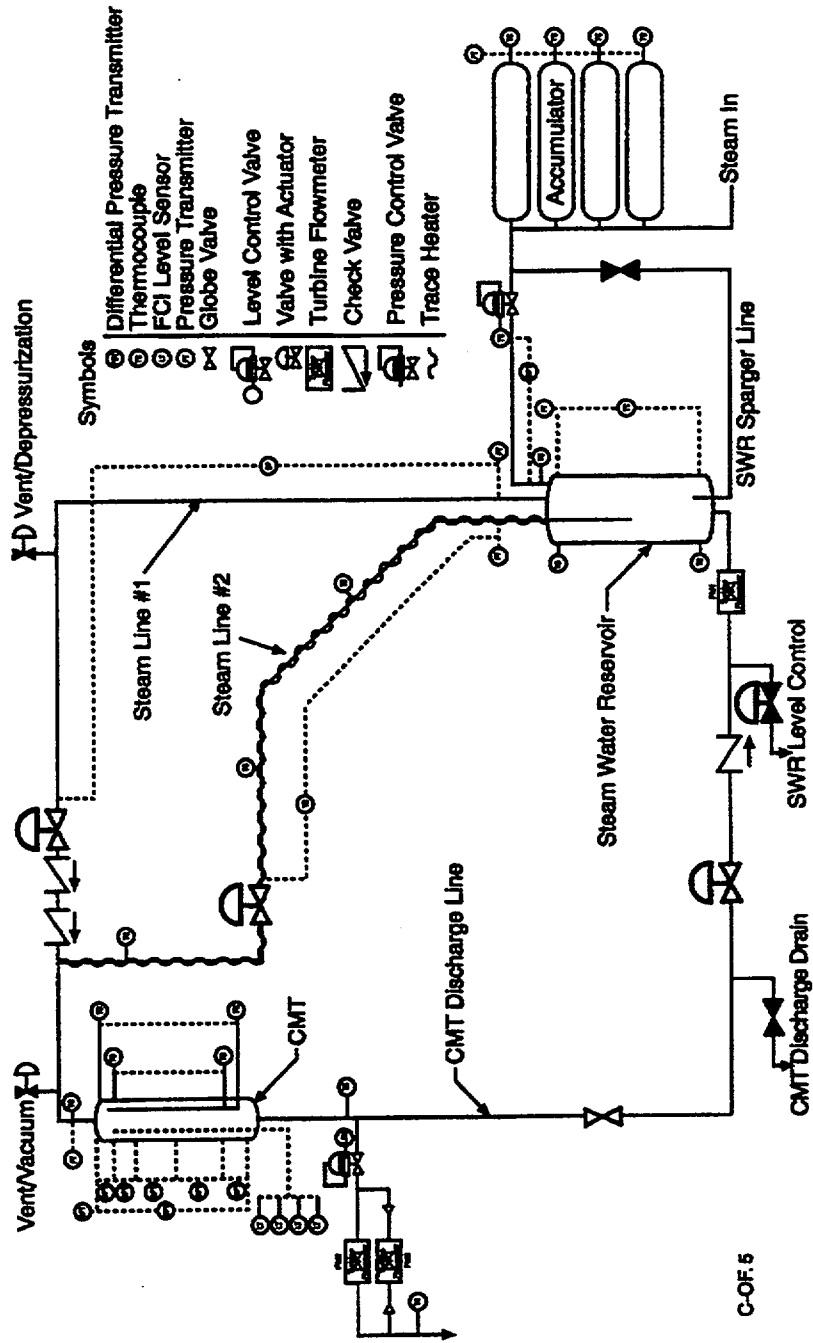 Vent/Depressurization
Symbols
Differential Pressure Transmitter
Thermocouple
FCI Level Sensor
Pressure Transmitter
Globe Valve
Level Control Valve
Valve with Actuator
Turbine Flowmeter
Check Valve
Pressure Control Valve
Trace Heater
Vent/Vacuum
Steam Line #1
Steam Line #2
CMT
Accumulator
Steam In
SWR Sparger Line
Steam Water Reservoir
CMT Discharge Line
SWR Level Control
CMT Discharge Drain
C-OF.5